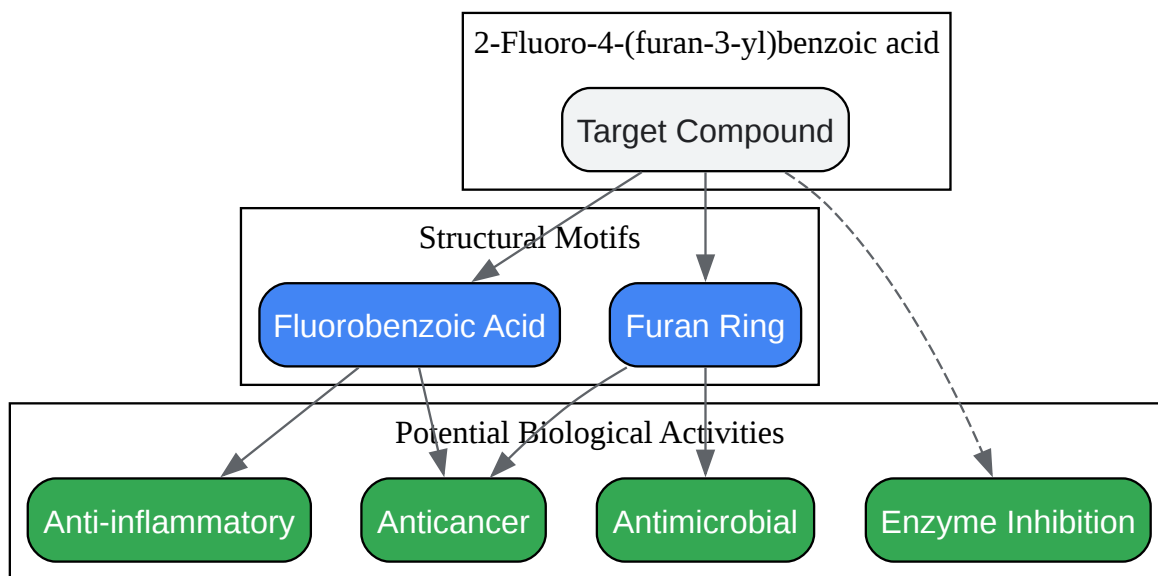 2-Fluoro-4-(furan-3-yl)benzoic acid
Target Compound
Structural Motifs
Fluorobenzoic Acid
Furan Ring
Potential Biological Activities
Anti-inflammatory
Anticancer
Antimicrobial
Enzyme Inhibition